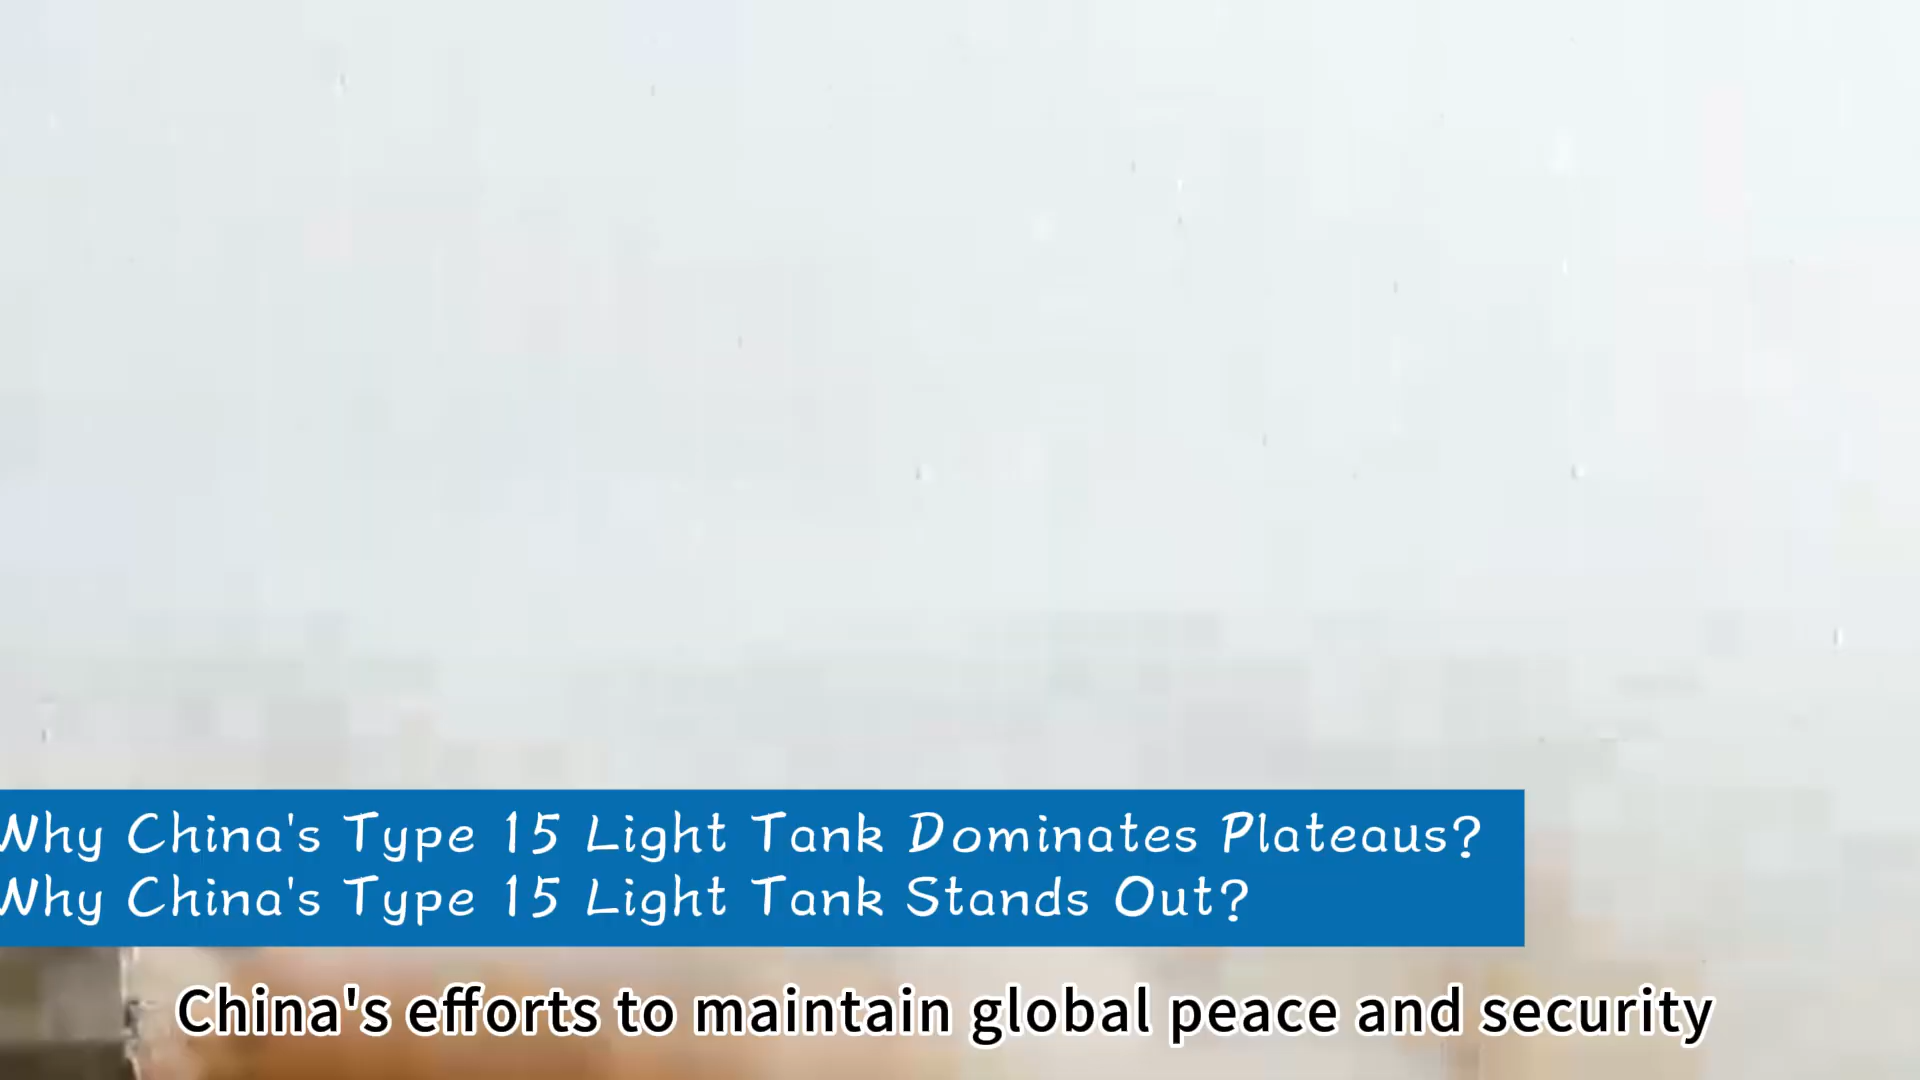 Why China's Type 15 Light Tank Dominates Plateaus?
Why China's Type 15 Light Tank Stands Out?
China's efforts to maintain global peace and security